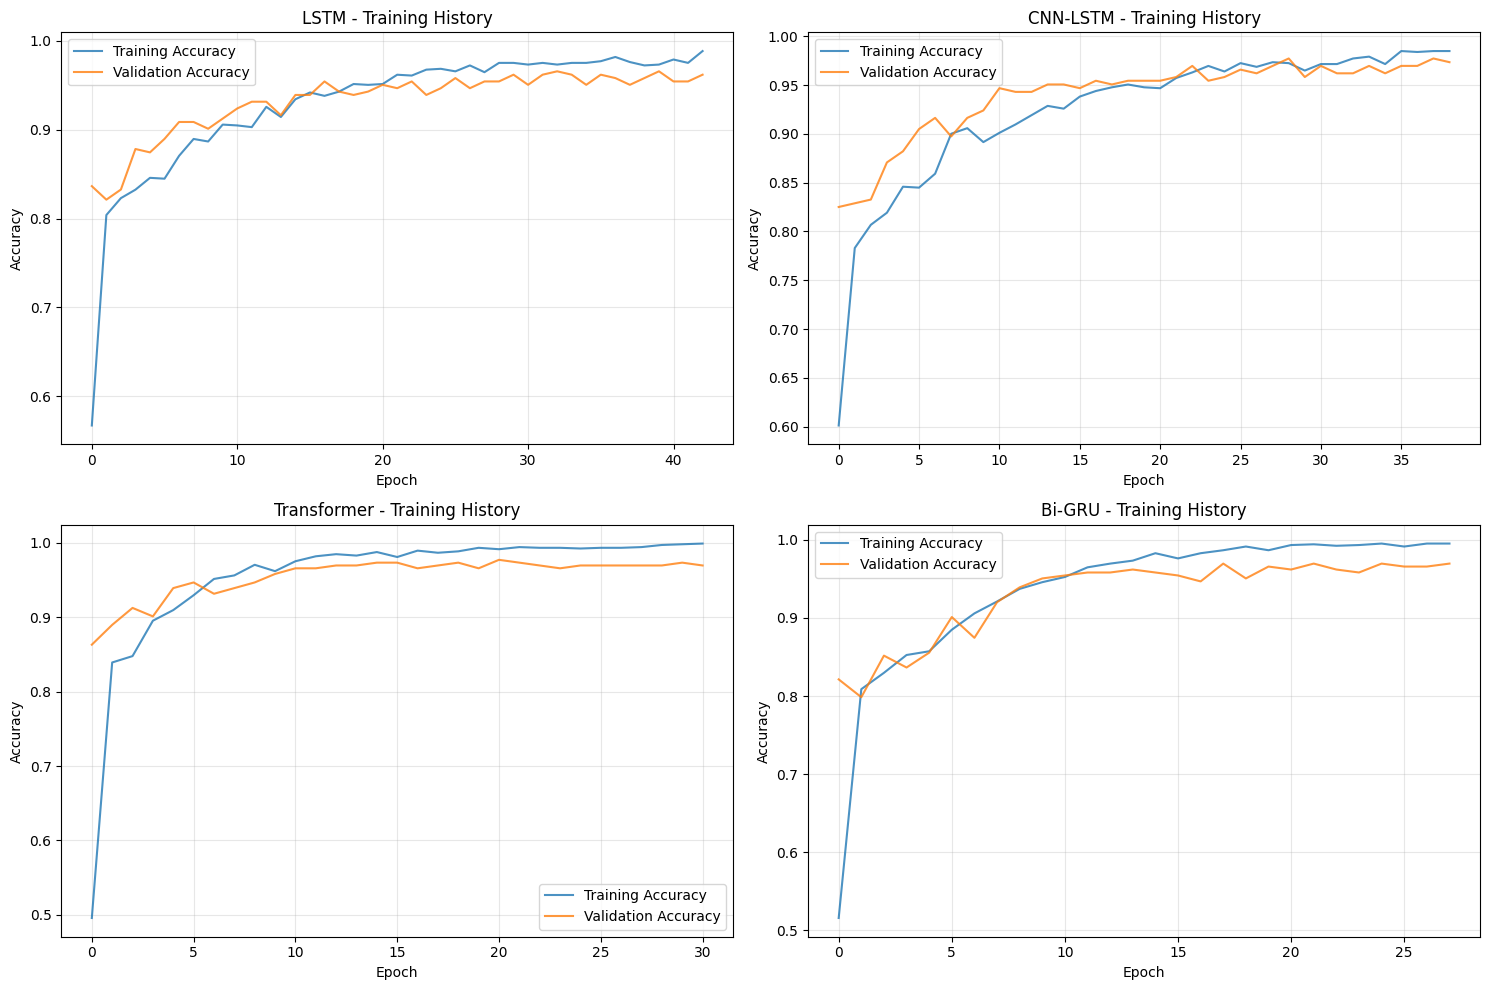 LSTM - Training History
Training Accuracy
Validation Accuracy
1.0
0.9
0.8
0.7
0.6
Accuracy
0 10 20 30 40
Epoch
CNN-LSTM - Training History
Training Accuracy
Validation Accuracy
1.00
0.95
0.90
0.85
0.80
0.75
0.70
0.65
0.60
Accuracy
0 5 10 15 20 25 30 35
Epoch
Transformer - Training History
1.0
0.9
0.8
0.7
0.6
0.5
Accuracy
Training Accuracy
Validation Accuracy
0 5 10 15 20 25 30
Epoch
Bi-GRU - Training History
Training Accuracy
Validation Accuracy
1.0
0.9
0.8
0.7
0.6
0.5
Accuracy
0 5 10 15 20 25
Epoch